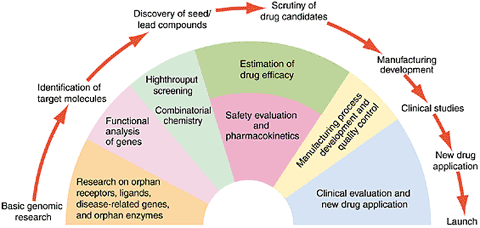 Basic genomic
research
Identification of
target molecules
Discovery of seed/
lead compounds
Scrutiny of
drug candidates
Manufacturing
development
Clinical studies
New drug
application
Launch
Research on orphan
receptors, ligands,
disease-related genes,
and orphan enzymes
Functional
analysis
of genes
Highthrouput
screening
Combinatorial
chemistry
Estimation of
drug efficacy
Safety evaluation
and
pharmacokinetics
Manufacturing process
development and
quality control
Clinical evaluation and
new drug application